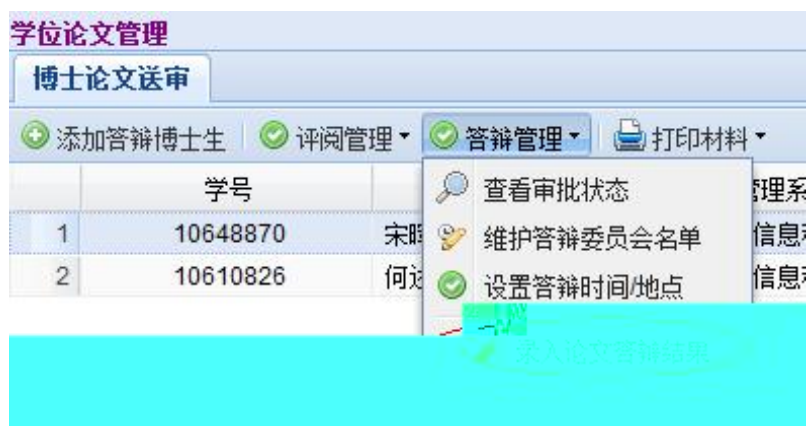 学位论文管理
博士论文送审
添加答辩博士生 评阅管理 答辩管理 打印材料
学号
查看审批状态
管理系
1 10648870 宋
维护答辩委员会名单
信息
2 10610826 何
设置答辩时间/地点
信息
录入论文答辩结果